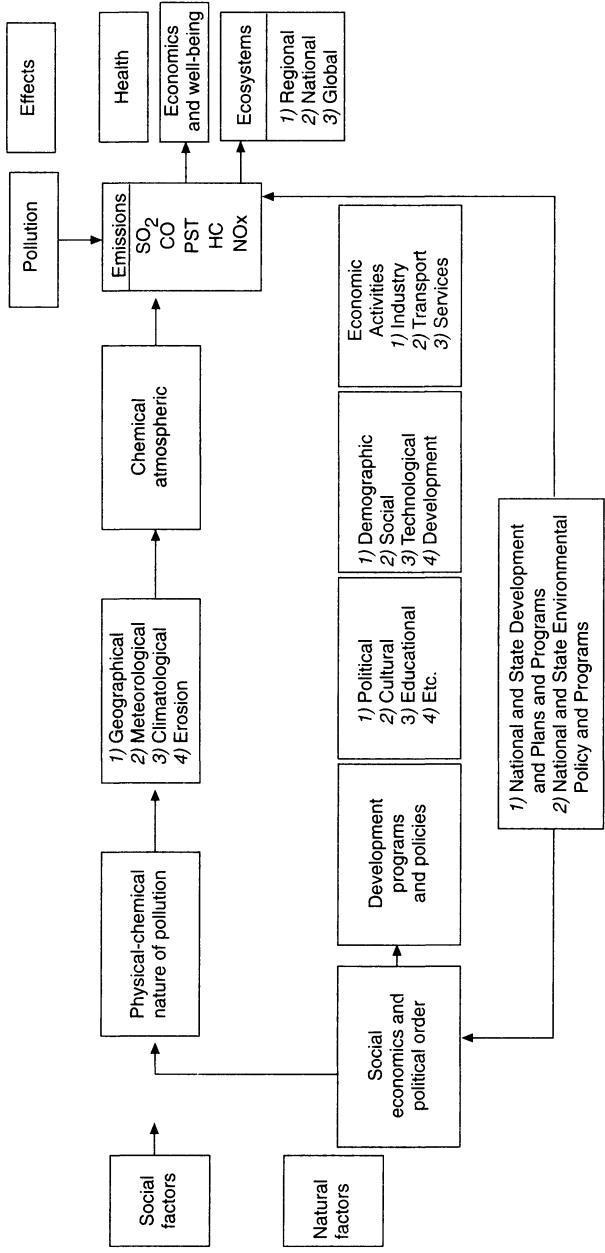 Social
factors
Natural
factors
Physical-chemical
nature of pollution
1) Geographical
2) Meteorological
3) Climatological
4) Erosion
Chemical
atmospheric
Pollution
Emissions
SO2
CO
PST
HC
NOx
Effects
Health
Economics
and well-being
Ecosystems
1) Regional
2) National
3) Global
Social
economics and
political order
Development
programs
and policies
1) Political
2) Cultural
3) Educational
4) Etc.
1) Demographic
2) Social
3) Technological
4) Development
Economic
Activities
1) Industry
2) Transport
3) Services
1) National and State Development
and Plans and Programs
2) National and State Environmental
Policy and Programs